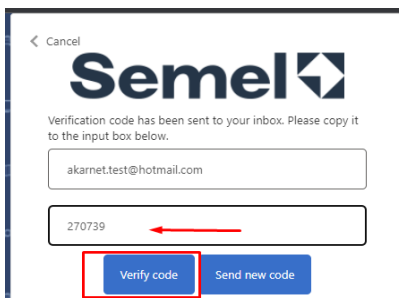 Cancel
Semel
Verification code has been sent to your inbox. Please copy it
to the input box below.
akarnet.test@hotmail.com
270739
Verify code
Send new code